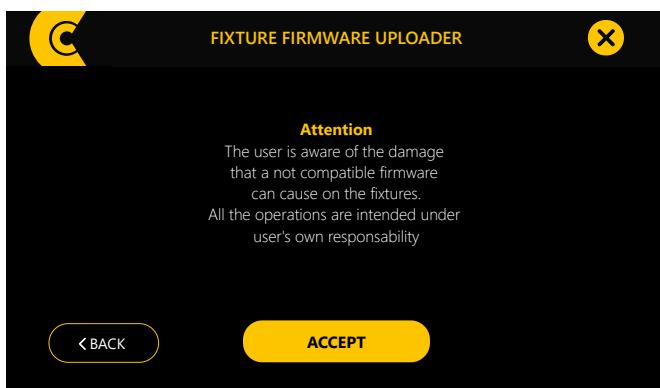 FIXTURE FIRMWARE UPLOADER
Attention
The user is aware of the damage
that a not compatible firmware
can cause on the fixtures.
All the operations are intended under
user's own responsability
BACK
ACCEPT